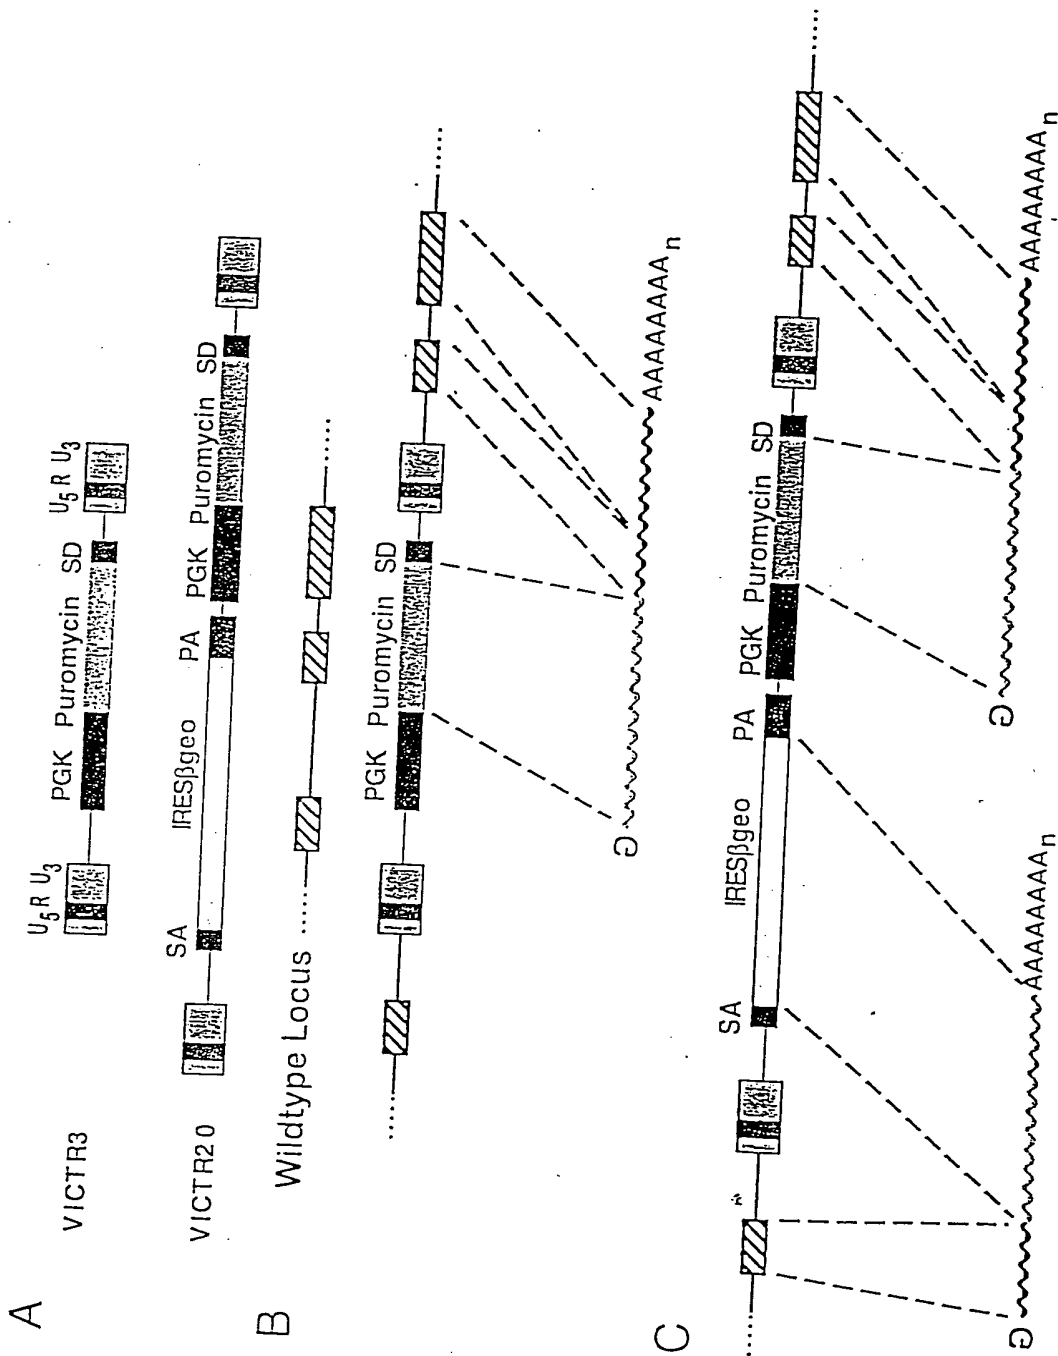 A
U5 R U3 U5 R U3
PGK Puromycin SD
VICTR3
SA IRESβgeo PA PGK Puromycin SD
VICTR20
B
Wildtype Locus
PGK Puromycin SD
G AAAAAAAAn
C
SA IRESβgeo PA PGK Puromycin SD
G AAAAAAAAn
G AAAAAAAAn